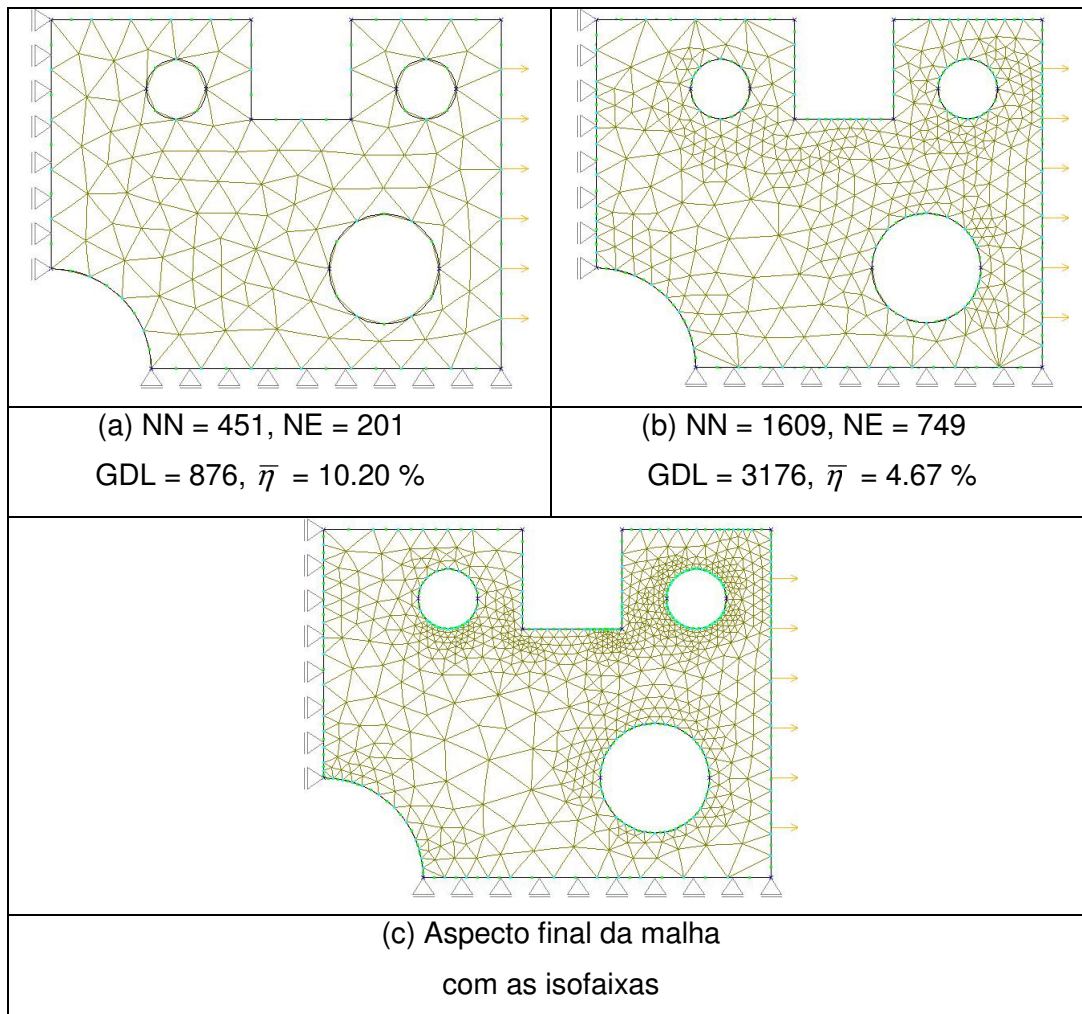 (a) NN = 451, NE = 201
GDL = 876, η̅ = 10.20 %
(b) NN = 1609, NE = 749
GDL = 3176, η̅ = 4.67 %
(c) Aspecto final da malha
com as isofaixas